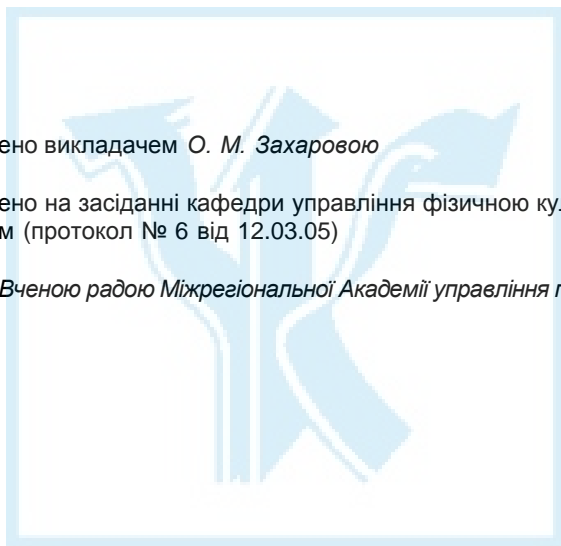 ено викладачем О. М. Захаровою
ено на засіданні кафедри управління фізичною ку
м (протокол № 6 від 12.03.05)
Вченою радою Міжрегіональної Академії управління п